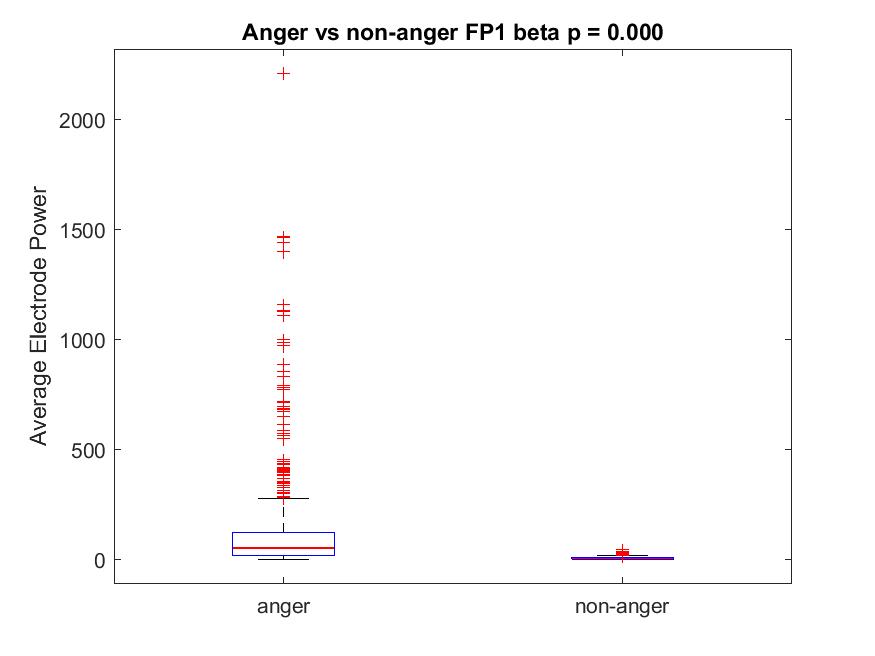 Anger vs non-anger FP1 beta p = 0.000
Average Electrode Power
2000
1500
1000
500
0
anger
non-anger